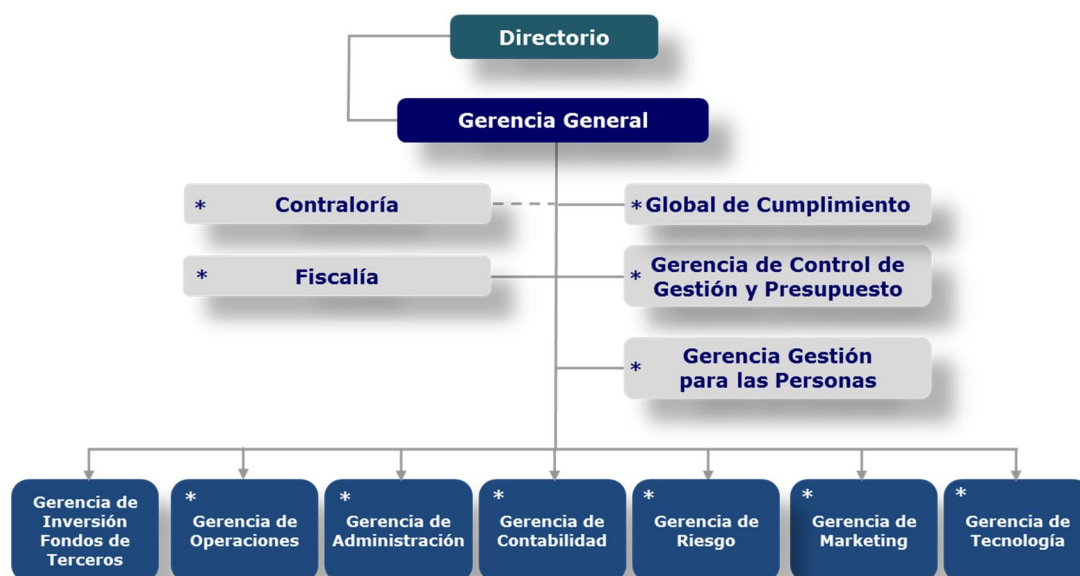 Directorio
Gerencia General
* Contraloría
* Global de Cumplimiento
* Fiscalía
* Gerencia de Control de
Gestión y Presupuesto
* Gerencia Gestión
para las Personas
Gerencia de
Inversión
Fondos de
Terceros
*
Gerencia de
Operaciones
*
Gerencia de
Administración
*
Gerencia de
Contabilidad
*
Gerencia de
Riesgo
*
Gerencia de
Marketing
*
Gerencia de
Tecnología